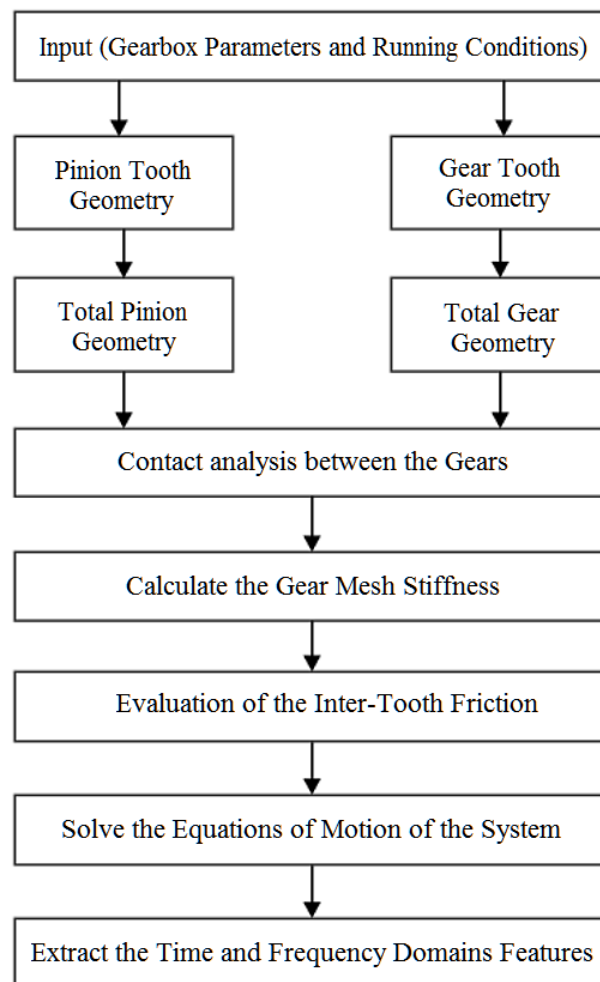 Input (Gearbox Parameters and Running Conditions)
Pinion Tooth
Geometry
Gear Tooth
Geometry
Total Pinion
Geometry
Total Gear
Geometry
Contact analysis between the Gears
Calculate the Gear Mesh Stiffness
Evaluation of the Inter-Tooth Friction
Solve the Equations of Motion of the System
Extract the Time and Frequency Domains Features